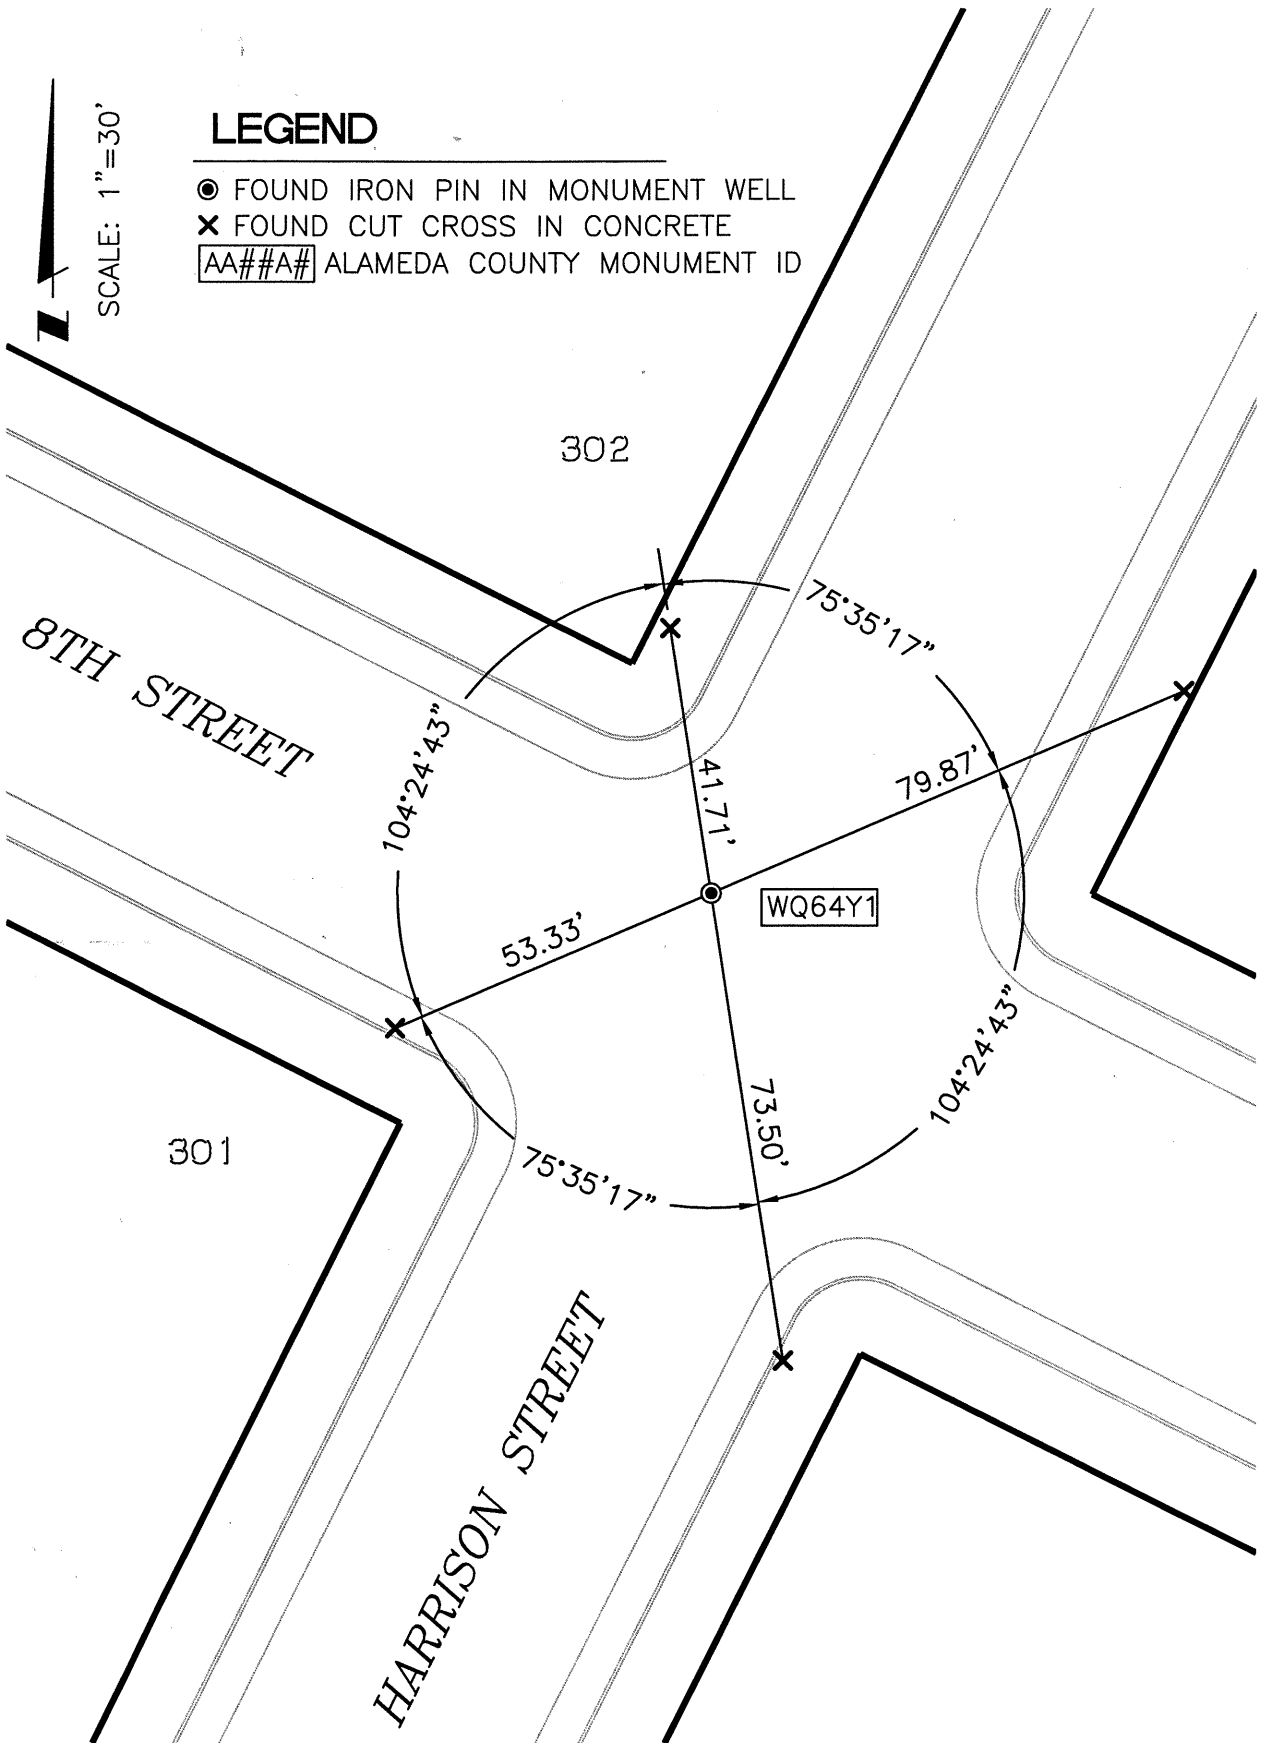 SCALE: 1"=30'
N
LEGEND
FOUND IRON PIN IN MONUMENT WELL
FOUND CUT CROSS IN CONCRETE
AA##A# ALAMEDA COUNTY MONUMENT ID
302
75°35'17"
8TH STREET
104°24'43"
41.71'
79.87'
WQ64Y1
53.33'
104°24'43"
73.50'
301
75°35'17"
HARRISON STREET